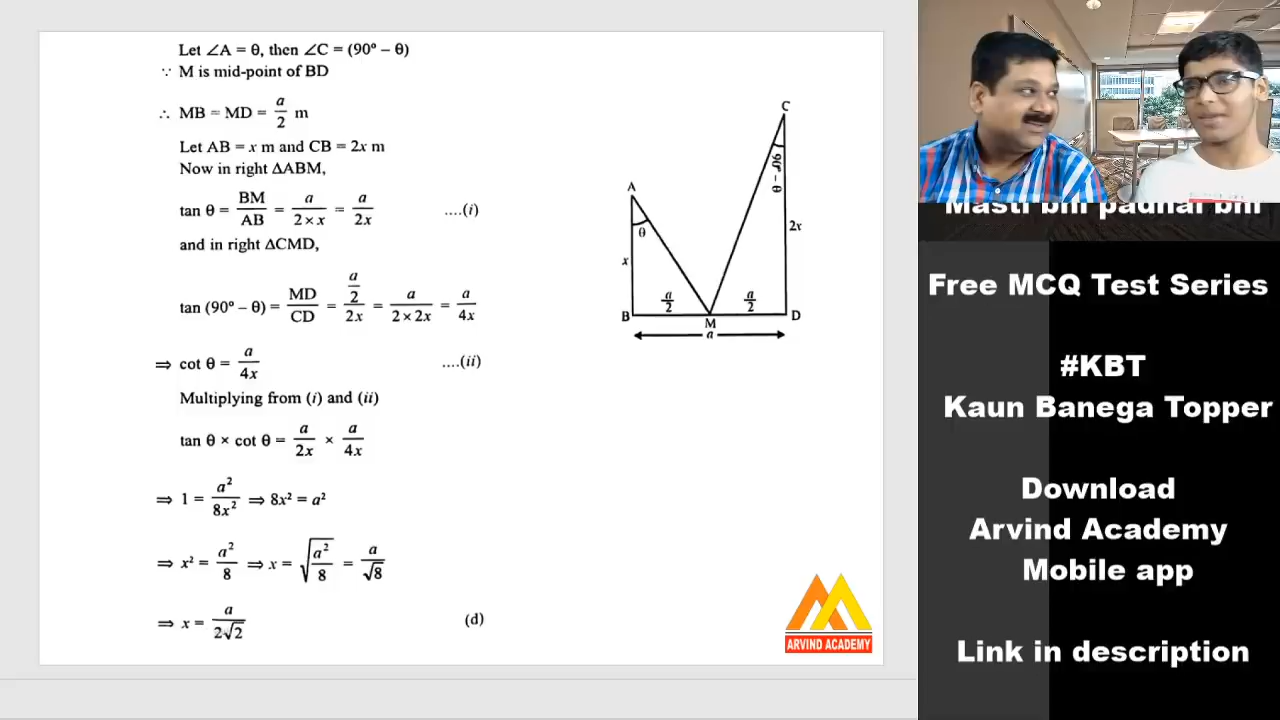 Let ∠A = θ, then ∠C = (90° – θ)
∵ M is mid-point of BD
∴ MB = MD = a/2 m
Let AB = x m and CB = 2x m
Now in right ΔABM,
tan θ = BM/AB = a/(2 × x) = a/2x ....(i)
and in right ΔCMD,
tan (90° – θ) = MD/CD = (a/2)/2x = a/(2 × 2x) = a/4x
⇒ cot θ = a/4x ....(ii)
Multiplying from (i) and (ii)
tan θ × cot θ = a/2x × a/4x
⇒ 1 = a²/8x² ⇒ 8x² = a²
⇒ x² = a²/8 ⇒ x = √(a²/8) = a/√8
⇒ x = a/2√2 (d)
C
90° – θ
A
θ
2x
x
a/2
a/2
B
M
D
a
ARVIND ACADEMY
Masti bhi padhai bhi
Free MCQ Test Series
#KBT
Kaun Banega Topper
Download
Arvind Academy
Mobile app
Link in description